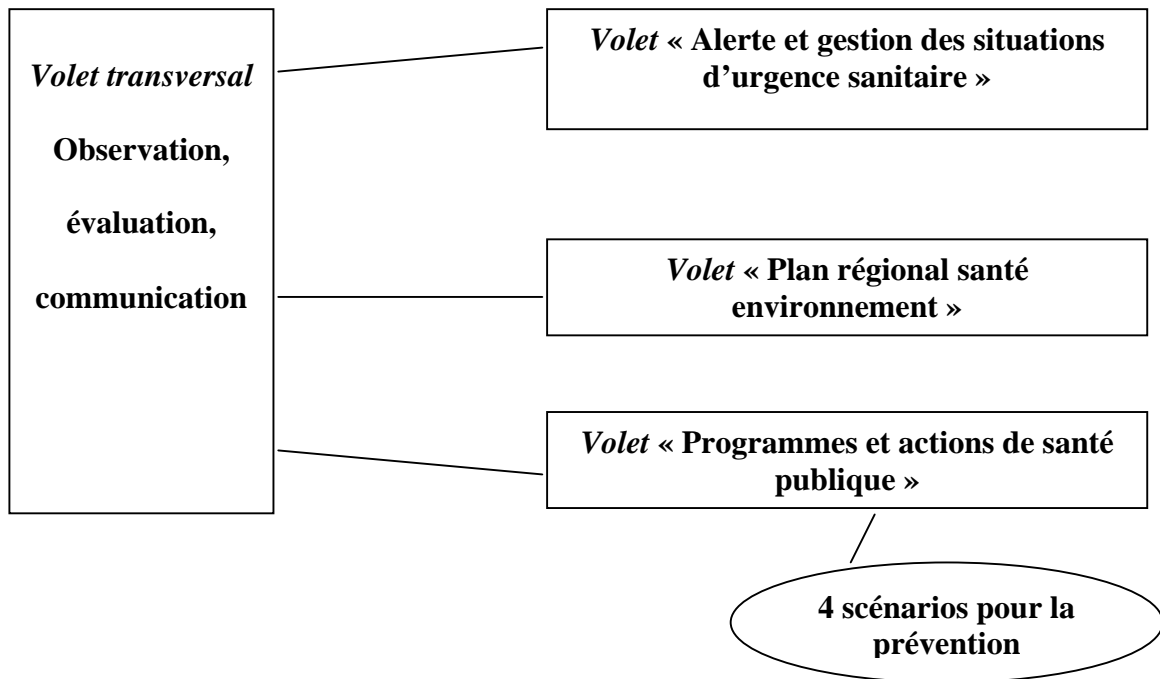 Volet transversal
Observation,
évaluation,
communication
Volet « Alerte et gestion des situations
d’urgence sanitaire »
Volet « Plan régional santé
environnement »
Volet « Programmes et actions de santé
publique »
4 scénarios pour la
prévention